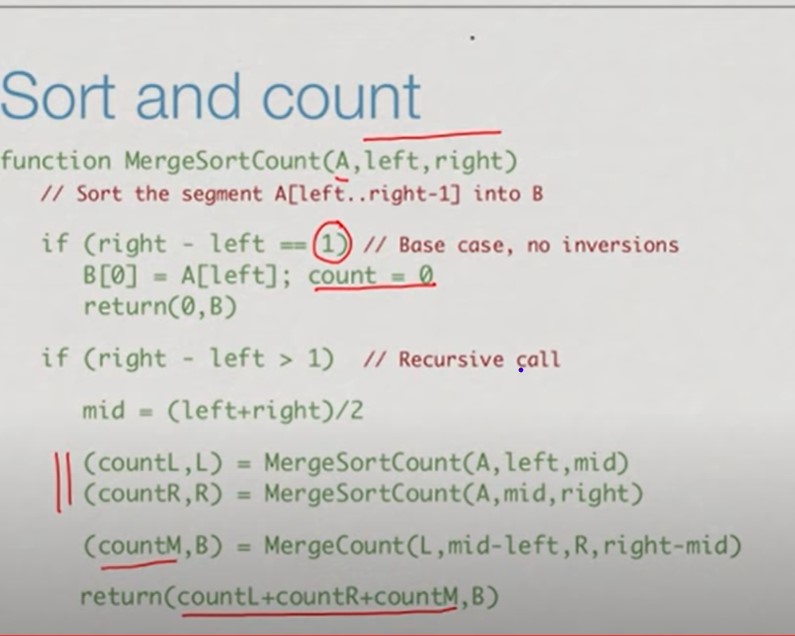 Sort and count
function MergeSortCount(A,left,right)
// Sort the segment A[left..right-1] into B
if (right - left == 1) // Base case, no inversions
B[0] = A[left]; count = 0
return(0,B)
if (right - left > 1) // Recursive call
mid = (left+right)/2
(countL,L) = MergeSortCount(A,left,mid)
(countR,R) = MergeSortCount(A,mid,right)
(countM,B) = MergeCount(L,mid-left,R,right-mid)
return(countL+countR+countM,B)